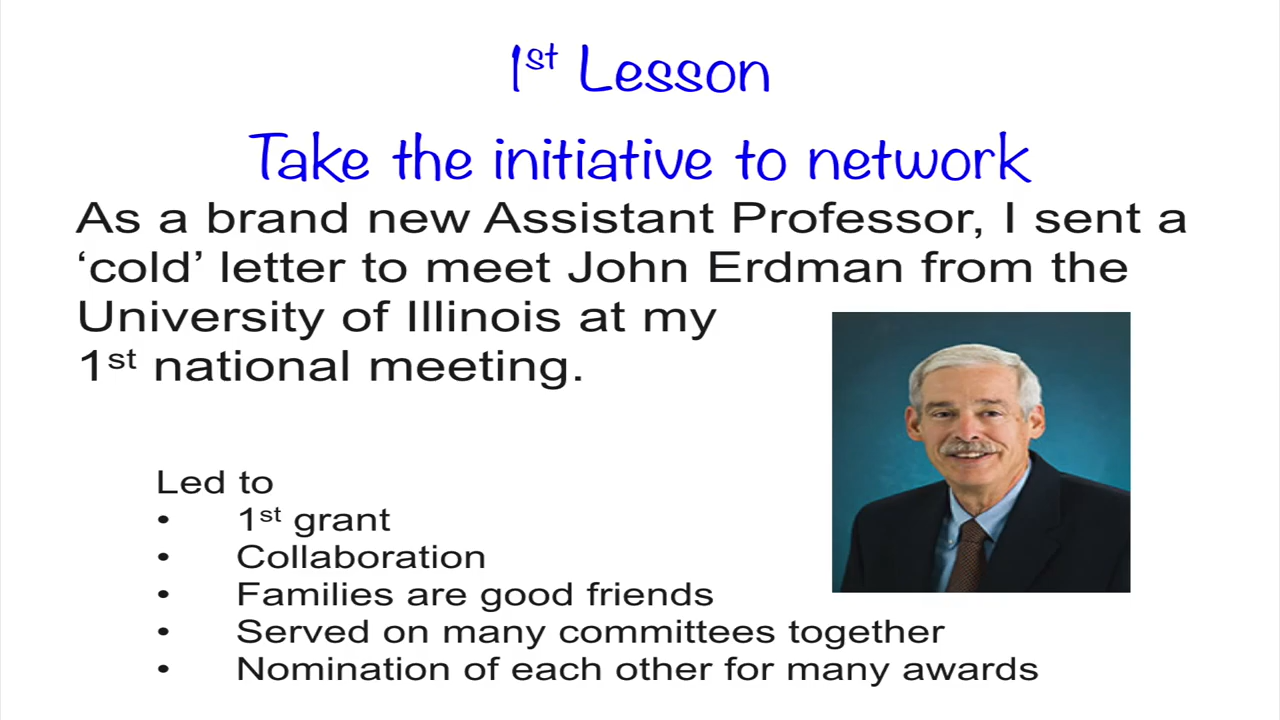 1st Lesson
Take the initiative to network
As a brand new Assistant Professor, I sent a
‘cold’ letter to meet John Erdman from the
University of Illinois at my
1st national meeting.
Led to
• 1st grant
• Collaboration
• Families are good friends
• Served on many committees together
• Nomination of each other for many awards